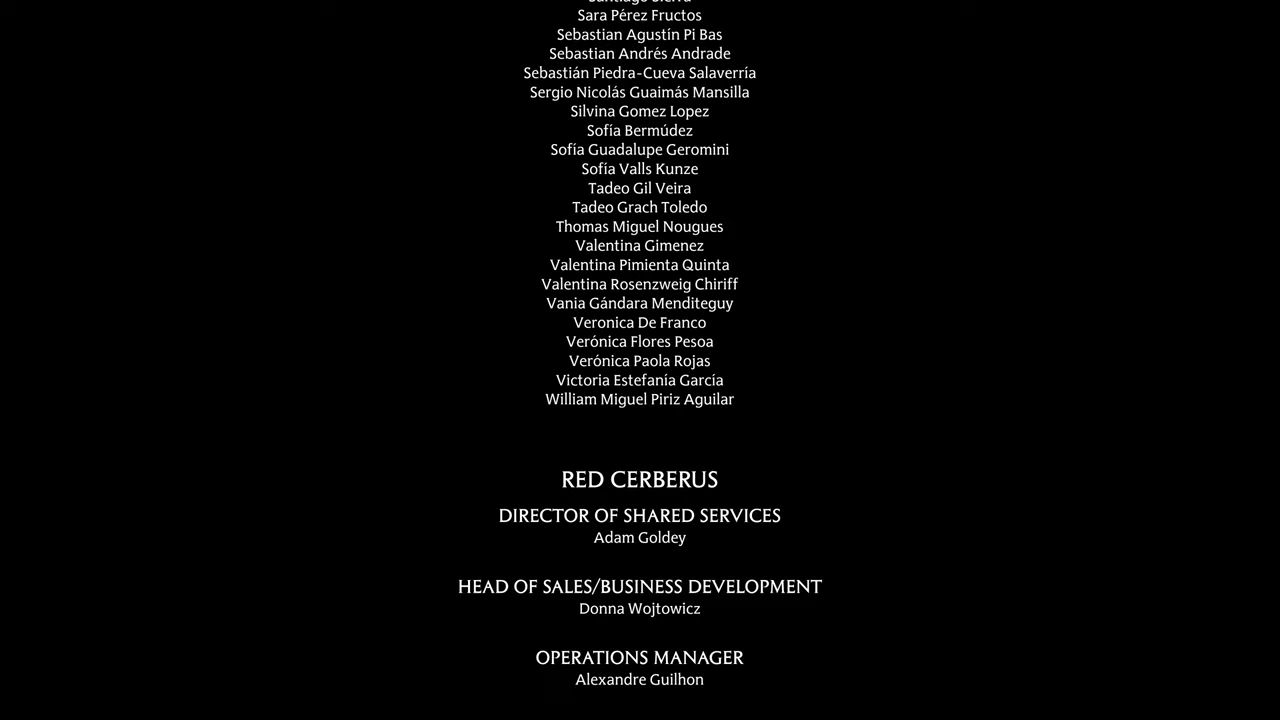 Santiago Sierra
Sara Pérez Fructos
Sebastian Agustín Pi Bas
Sebastian Andrés Andrade
Sebastián Piedra-Cueva Salaverría
Sergio Nicolás Guaimás Mansilla
Silvina Gomez Lopez
Sofía Bermúdez
Sofía Guadalupe Geromini
Sofía Valls Kunze
Tadeo Gil Veira
Tadeo Grach Toledo
Thomas Miguel Nougues
Valentina Gimenez
Valentina Pimienta Quinta
Valentina Rosenzweig Chiriff
Vania Gándara Menditeguy
Veronica De Franco
Verónica Flores Pesoa
Verónica Paola Rojas
Victoria Estefanía García
William Miguel Piriz Aguilar
RED CERBERUS
DIRECTOR OF SHARED SERVICES
Adam Goldey
HEAD OF SALES/BUSINESS DEVELOPMENT
Donna Wojtowicz
OPERATIONS MANAGER
Alexandre Guilhon